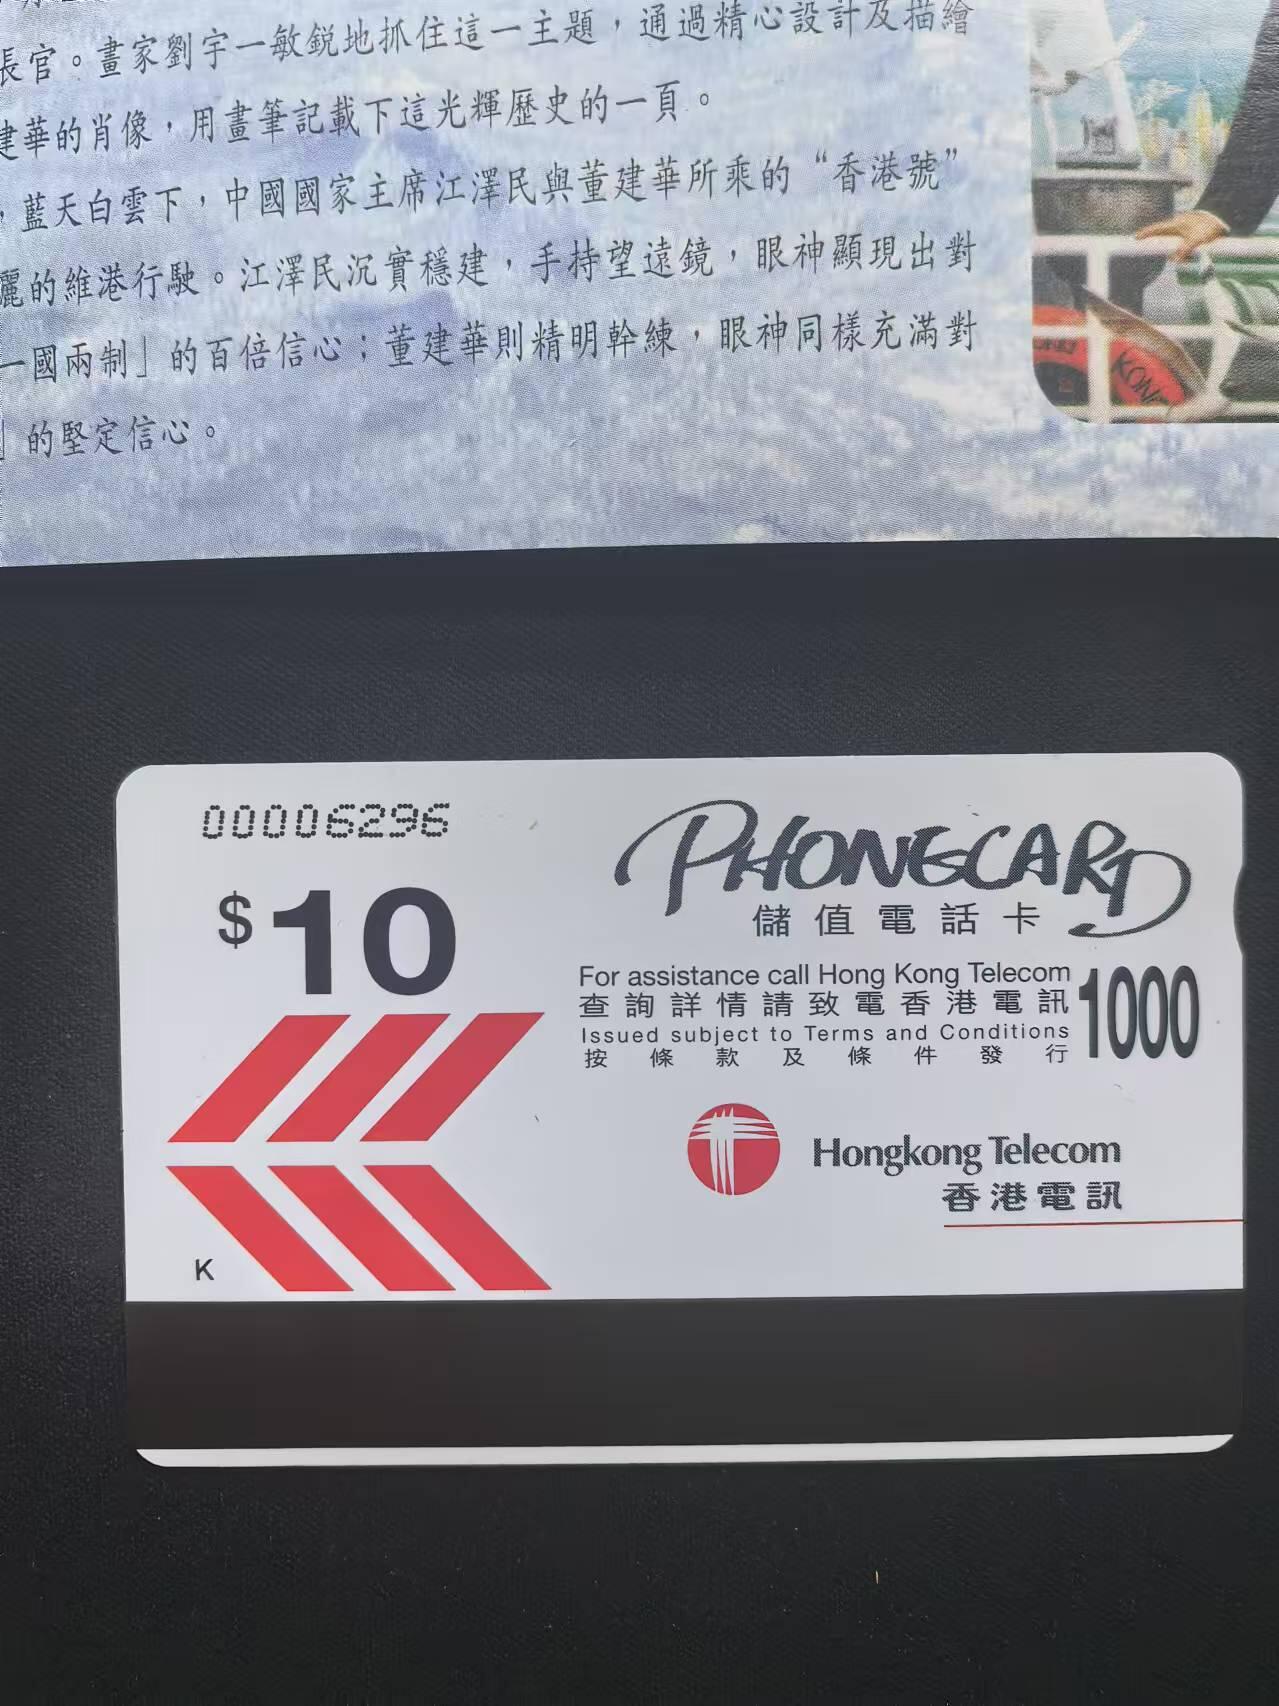 長官。畫家劉宇一敏銳地抓住這一主題，通過精心設計及描繪
建華的肖像，用畫筆記載下這光輝歷史的一頁。
，藍天白雲下，中國國家主席江澤民與董建華所乘的“香港號”
麗的維港行駛。江澤民沉實穩建，手持望遠鏡，眼神顯現出對
一國兩制」的百倍信心；董建華則精明幹練，眼神同樣充滿對
」的堅定信心。
KON
00006296
$10
PHONECARD
儲值電話卡
For assistance call Hong Kong Telecom
查詢詳情請致電香港電訊
1000
Issued subject to Terms and Conditions
按條款及條件發行
Hongkong Telecom
香港電訊
K